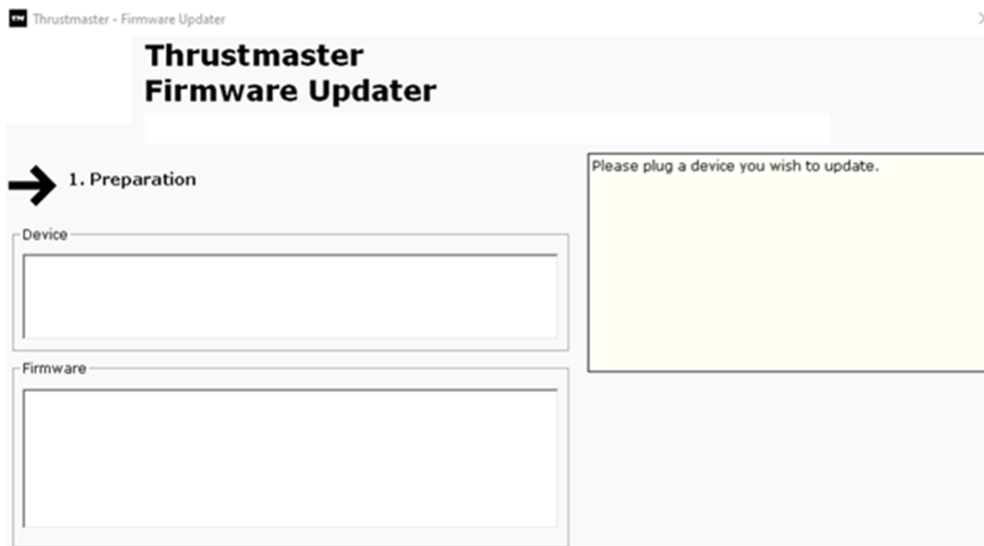 Thrustmaster - Firmware Updater
Thrustmaster
Firmware Updater
1. Preparation
Please plug a device you wish to update.
Device
Firmware